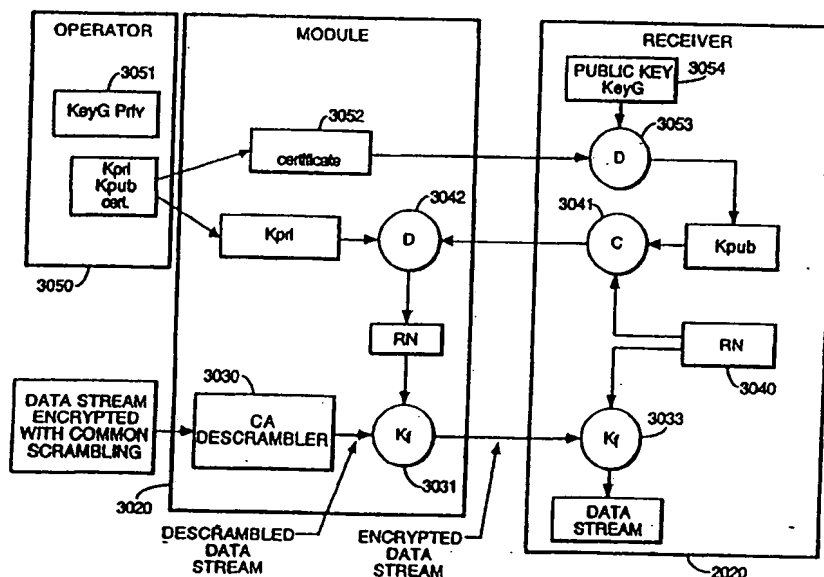 OPERATOR
3051
KeyG Priv
Kpri
Kpub
cert.
3050
MODULE
3052
certificate
3042
Kpri
D
RN
3030
CA
DESCRAMBLER
Kf
3031
3020
DATA STREAM
ENCRYPTED
WITH COMMON
SCRAMBLING
DESCRAMBLED
DATA
STREAM
ENCRYPTED
DATA
STREAM
RECEIVER
3054
PUBLIC KEY
KeyG
3053
D
3041
C
Kpub
RN
3040
Kf
3033
DATA
STREAM
2020